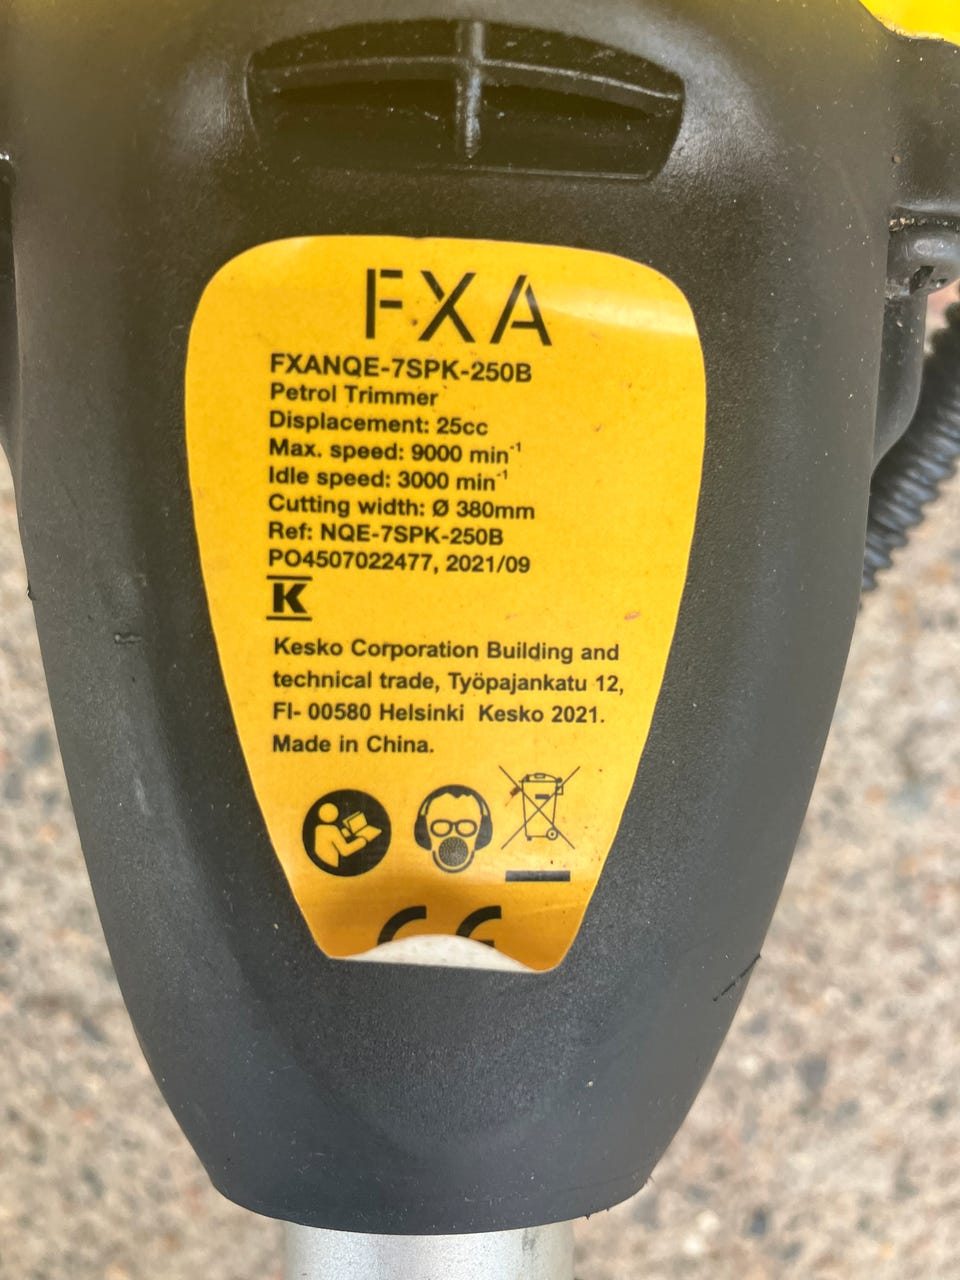 FXA
FXANQE-7SPK-250B
Petrol Trimmer
Displacement: 25cc
Max. speed: 9000 min⁻¹
Idle speed: 3000 min⁻¹
Cutting width: Ø 380mm
Ref: NQE-7SPK-250B
PO4507022477, 2021/09
K
Kesko Corporation Building and
technical trade, Työpajankatu 12,
FI- 00580 Helsinki Kesko 2021.
Made in China.
CE